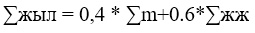 ∑жыл = 0,4 * ∑m+0.6*∑жж